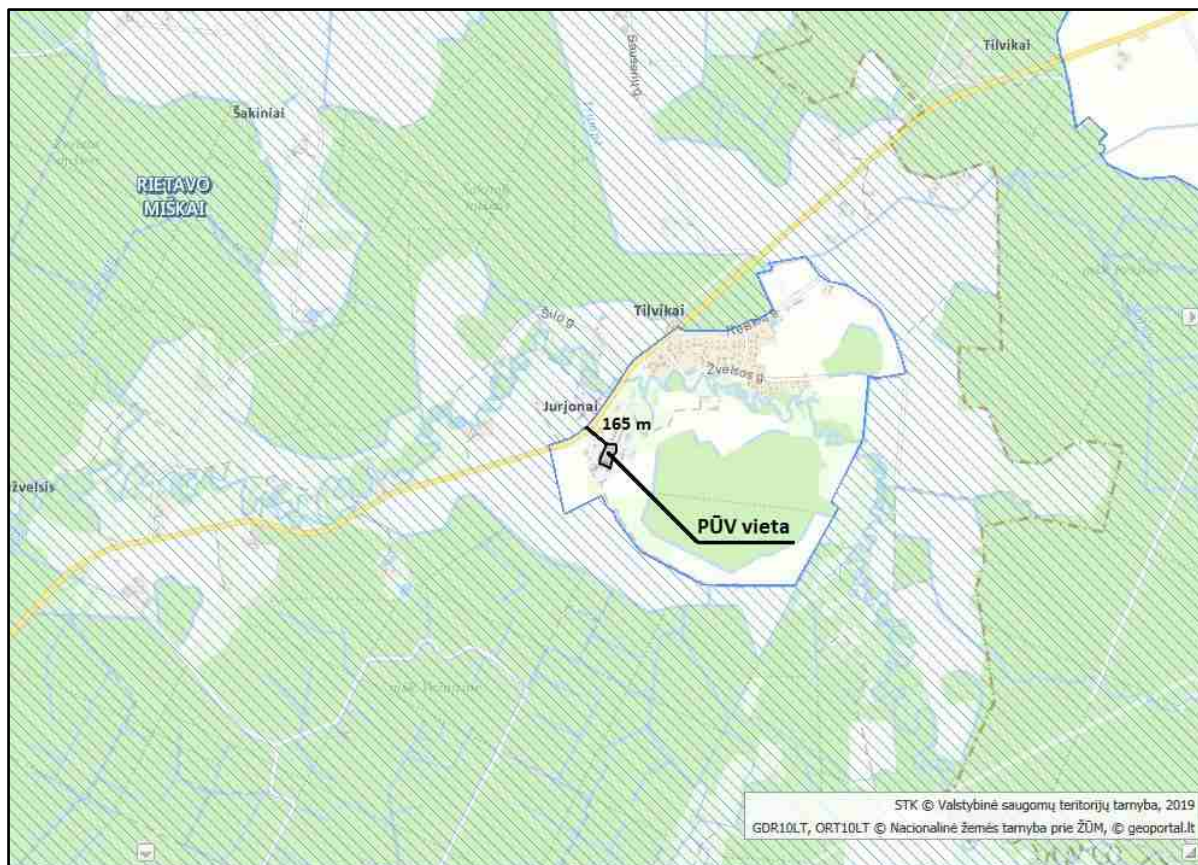 Tilvikai
Sausanų g.
Šakiniai
RIETAVO
MIŠKAI
Tilvikai
Šilo g.
Žvelsos g.
Jurjonai
165 m
PŪV vieta
STK © Valstybinė saugomų teritorijų tarnyba, 2019
GDR10LT, ORT10LT © Nacionalinė žemės tarnyba prie ŽŪM, © geoportal.lt